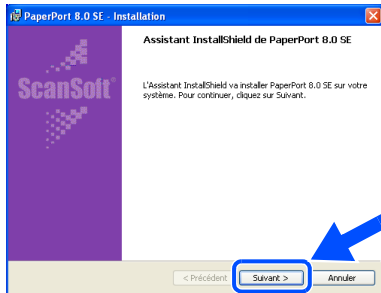 PaperPort 8.0 SE - Installation
Assistant InstallShield de PaperPort 8.0 SE
ScanSoft®
L'Assistant InstallShield va installer PaperPort 8.0 SE sur votre
système. Pour continuer, cliquez sur Suivant.
< Précédent
Suivant >
Annuler